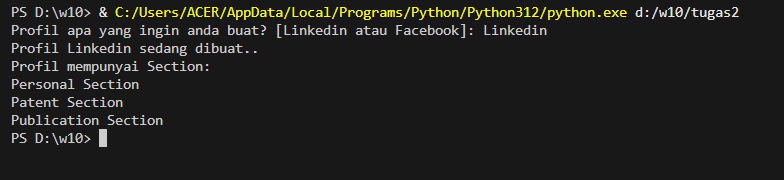 PS D:\w10> & C:/Users/ACER/AppData/Local/Programs/Python/Python312/python.exe d:/w10/tugas2
Profil apa yang ingin anda buat? [Linkedin atau Facebook]: Linkedin
Profil Linkedin sedang dibuat..
Profil mempunyai Section:
Personal Section
Patent Section
Publication Section
PS D:\w10>